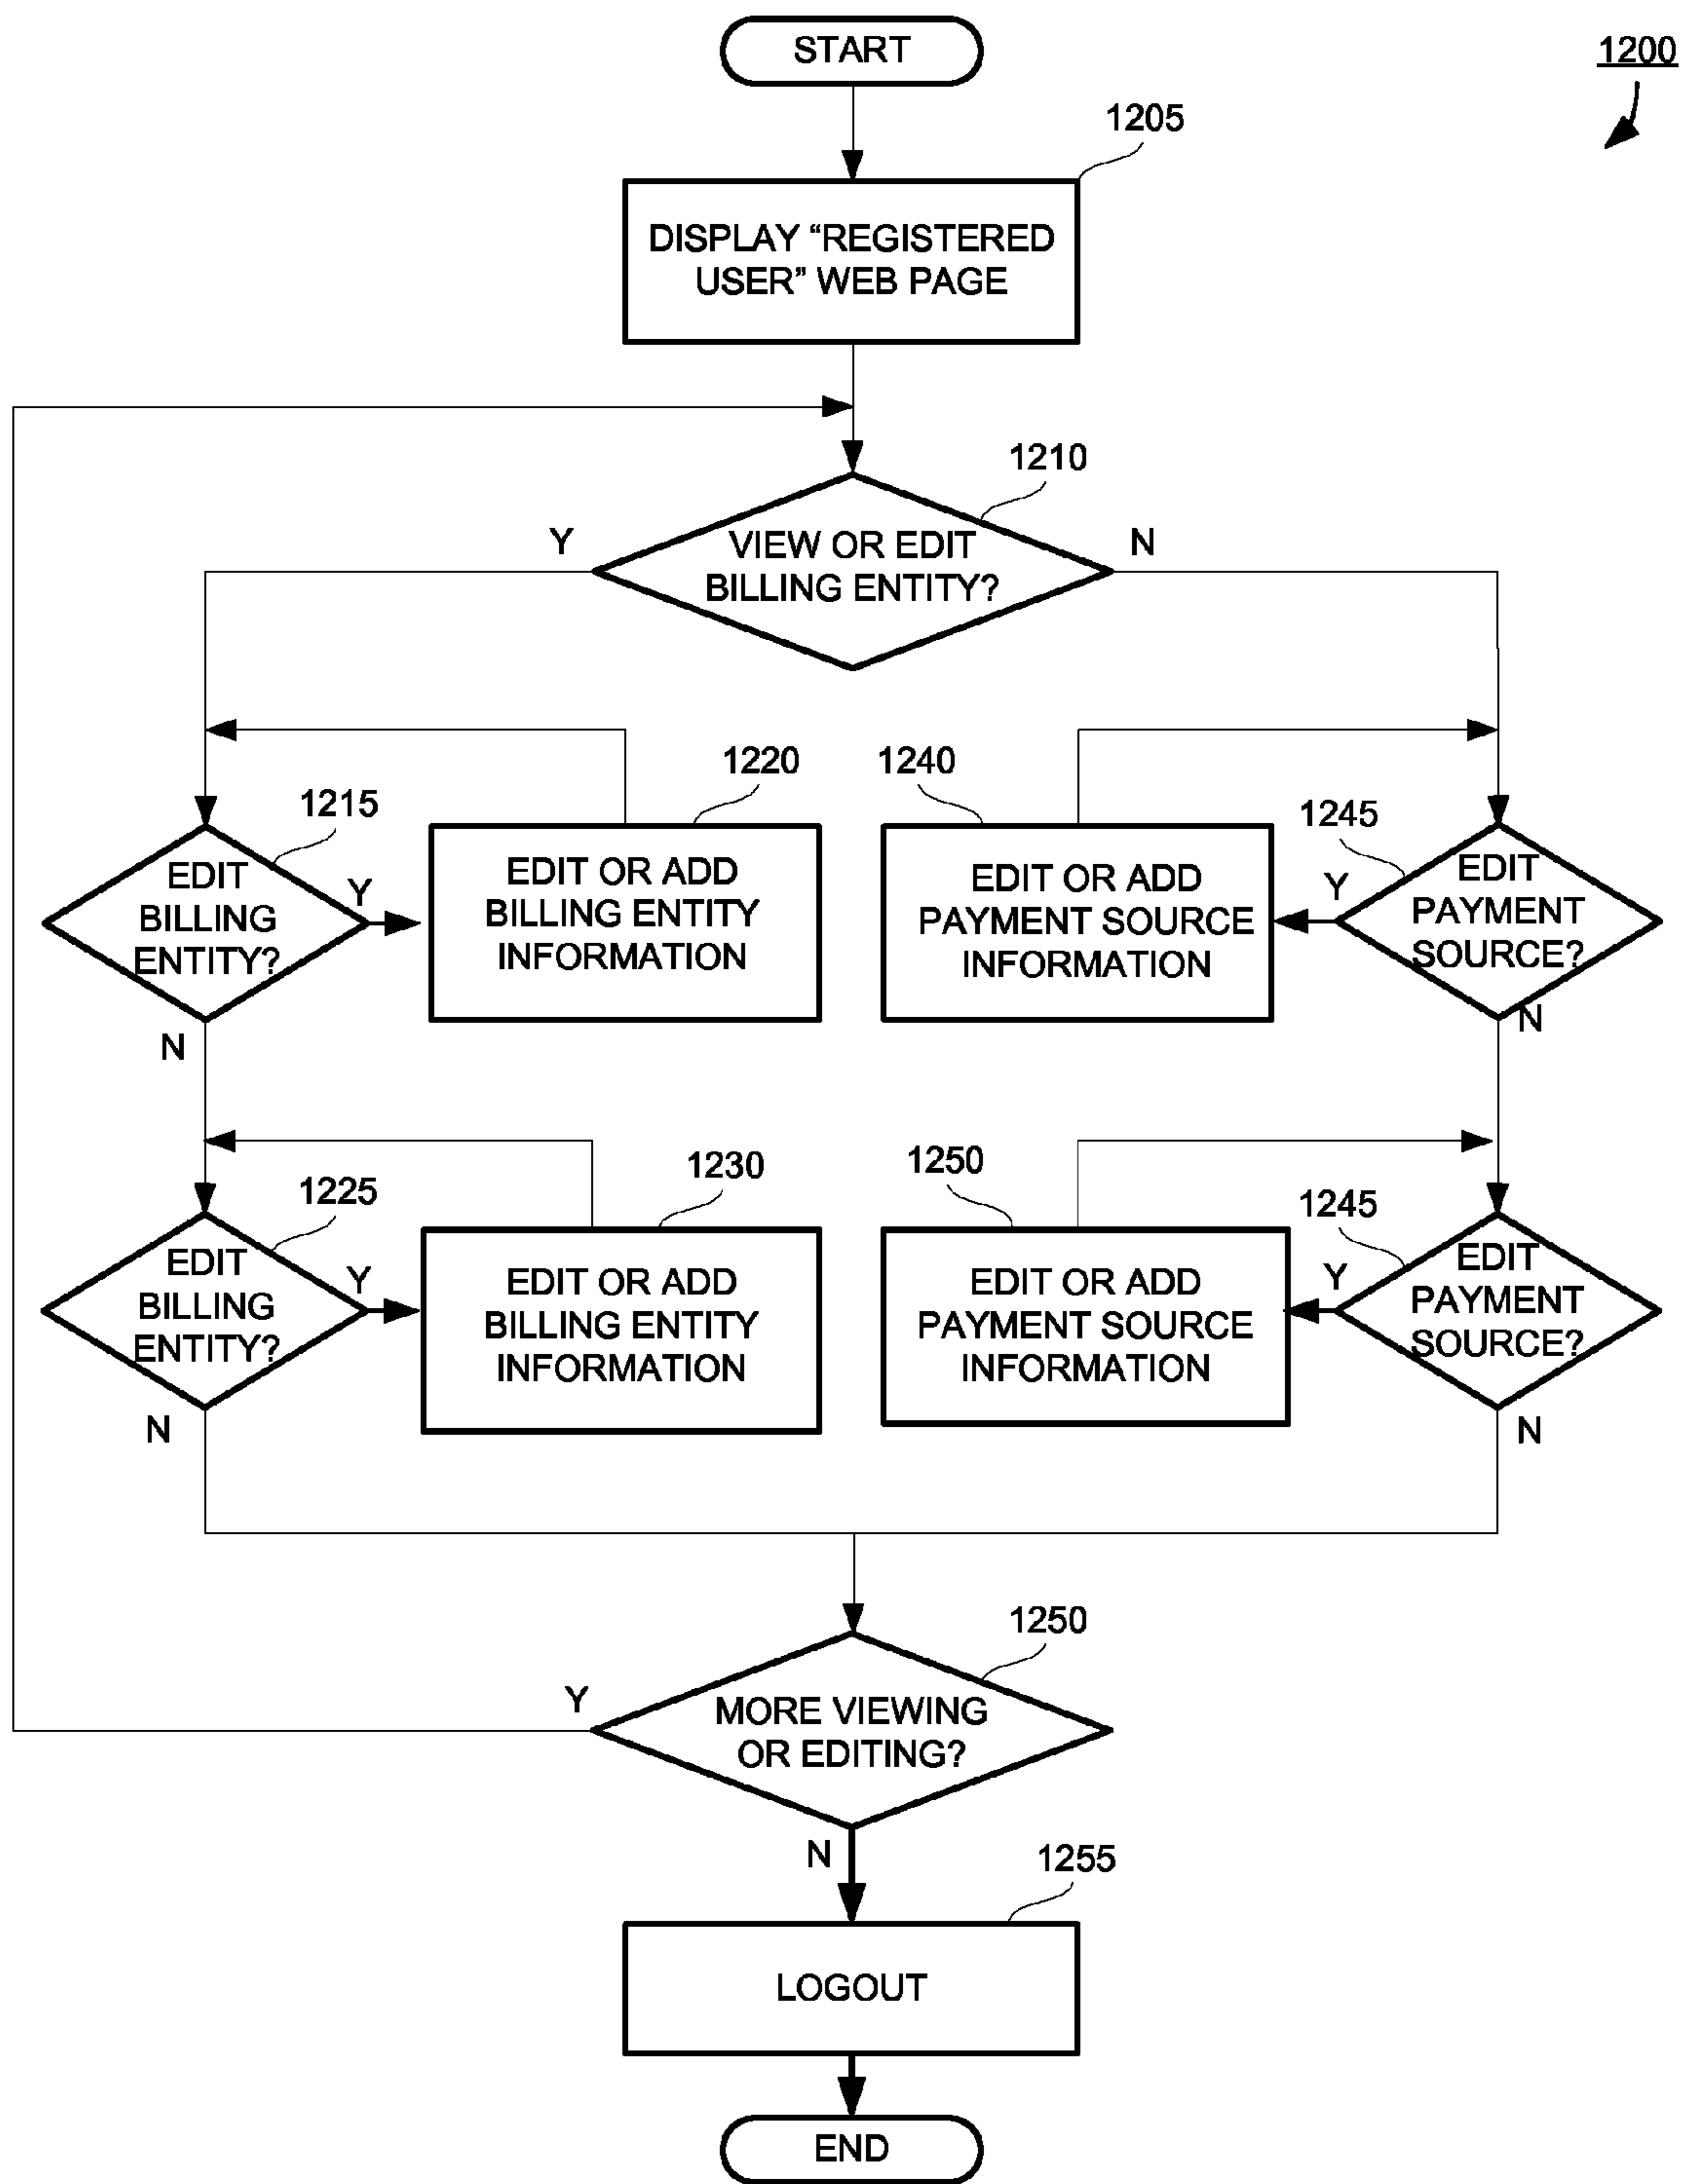 START
1200
1205
DISPLAY “REGISTERED
USER” WEB PAGE
1210
Y
VIEW OR EDIT
BILLING ENTITY?
N
1215
EDIT
BILLING
ENTITY?
Y
N
1220
EDIT OR ADD
BILLING ENTITY
INFORMATION
1240
EDIT OR ADD
PAYMENT SOURCE
INFORMATION
1245
Y
EDIT
PAYMENT
SOURCE?
N
1225
EDIT
BILLING
ENTITY?
Y
N
1230
EDIT OR ADD
BILLING ENTITY
INFORMATION
1250
EDIT OR ADD
PAYMENT SOURCE
INFORMATION
1245
Y
EDIT
PAYMENT
SOURCE?
N
1250
Y
MORE VIEWING
OR EDITING?
N
1255
LOGOUT
END